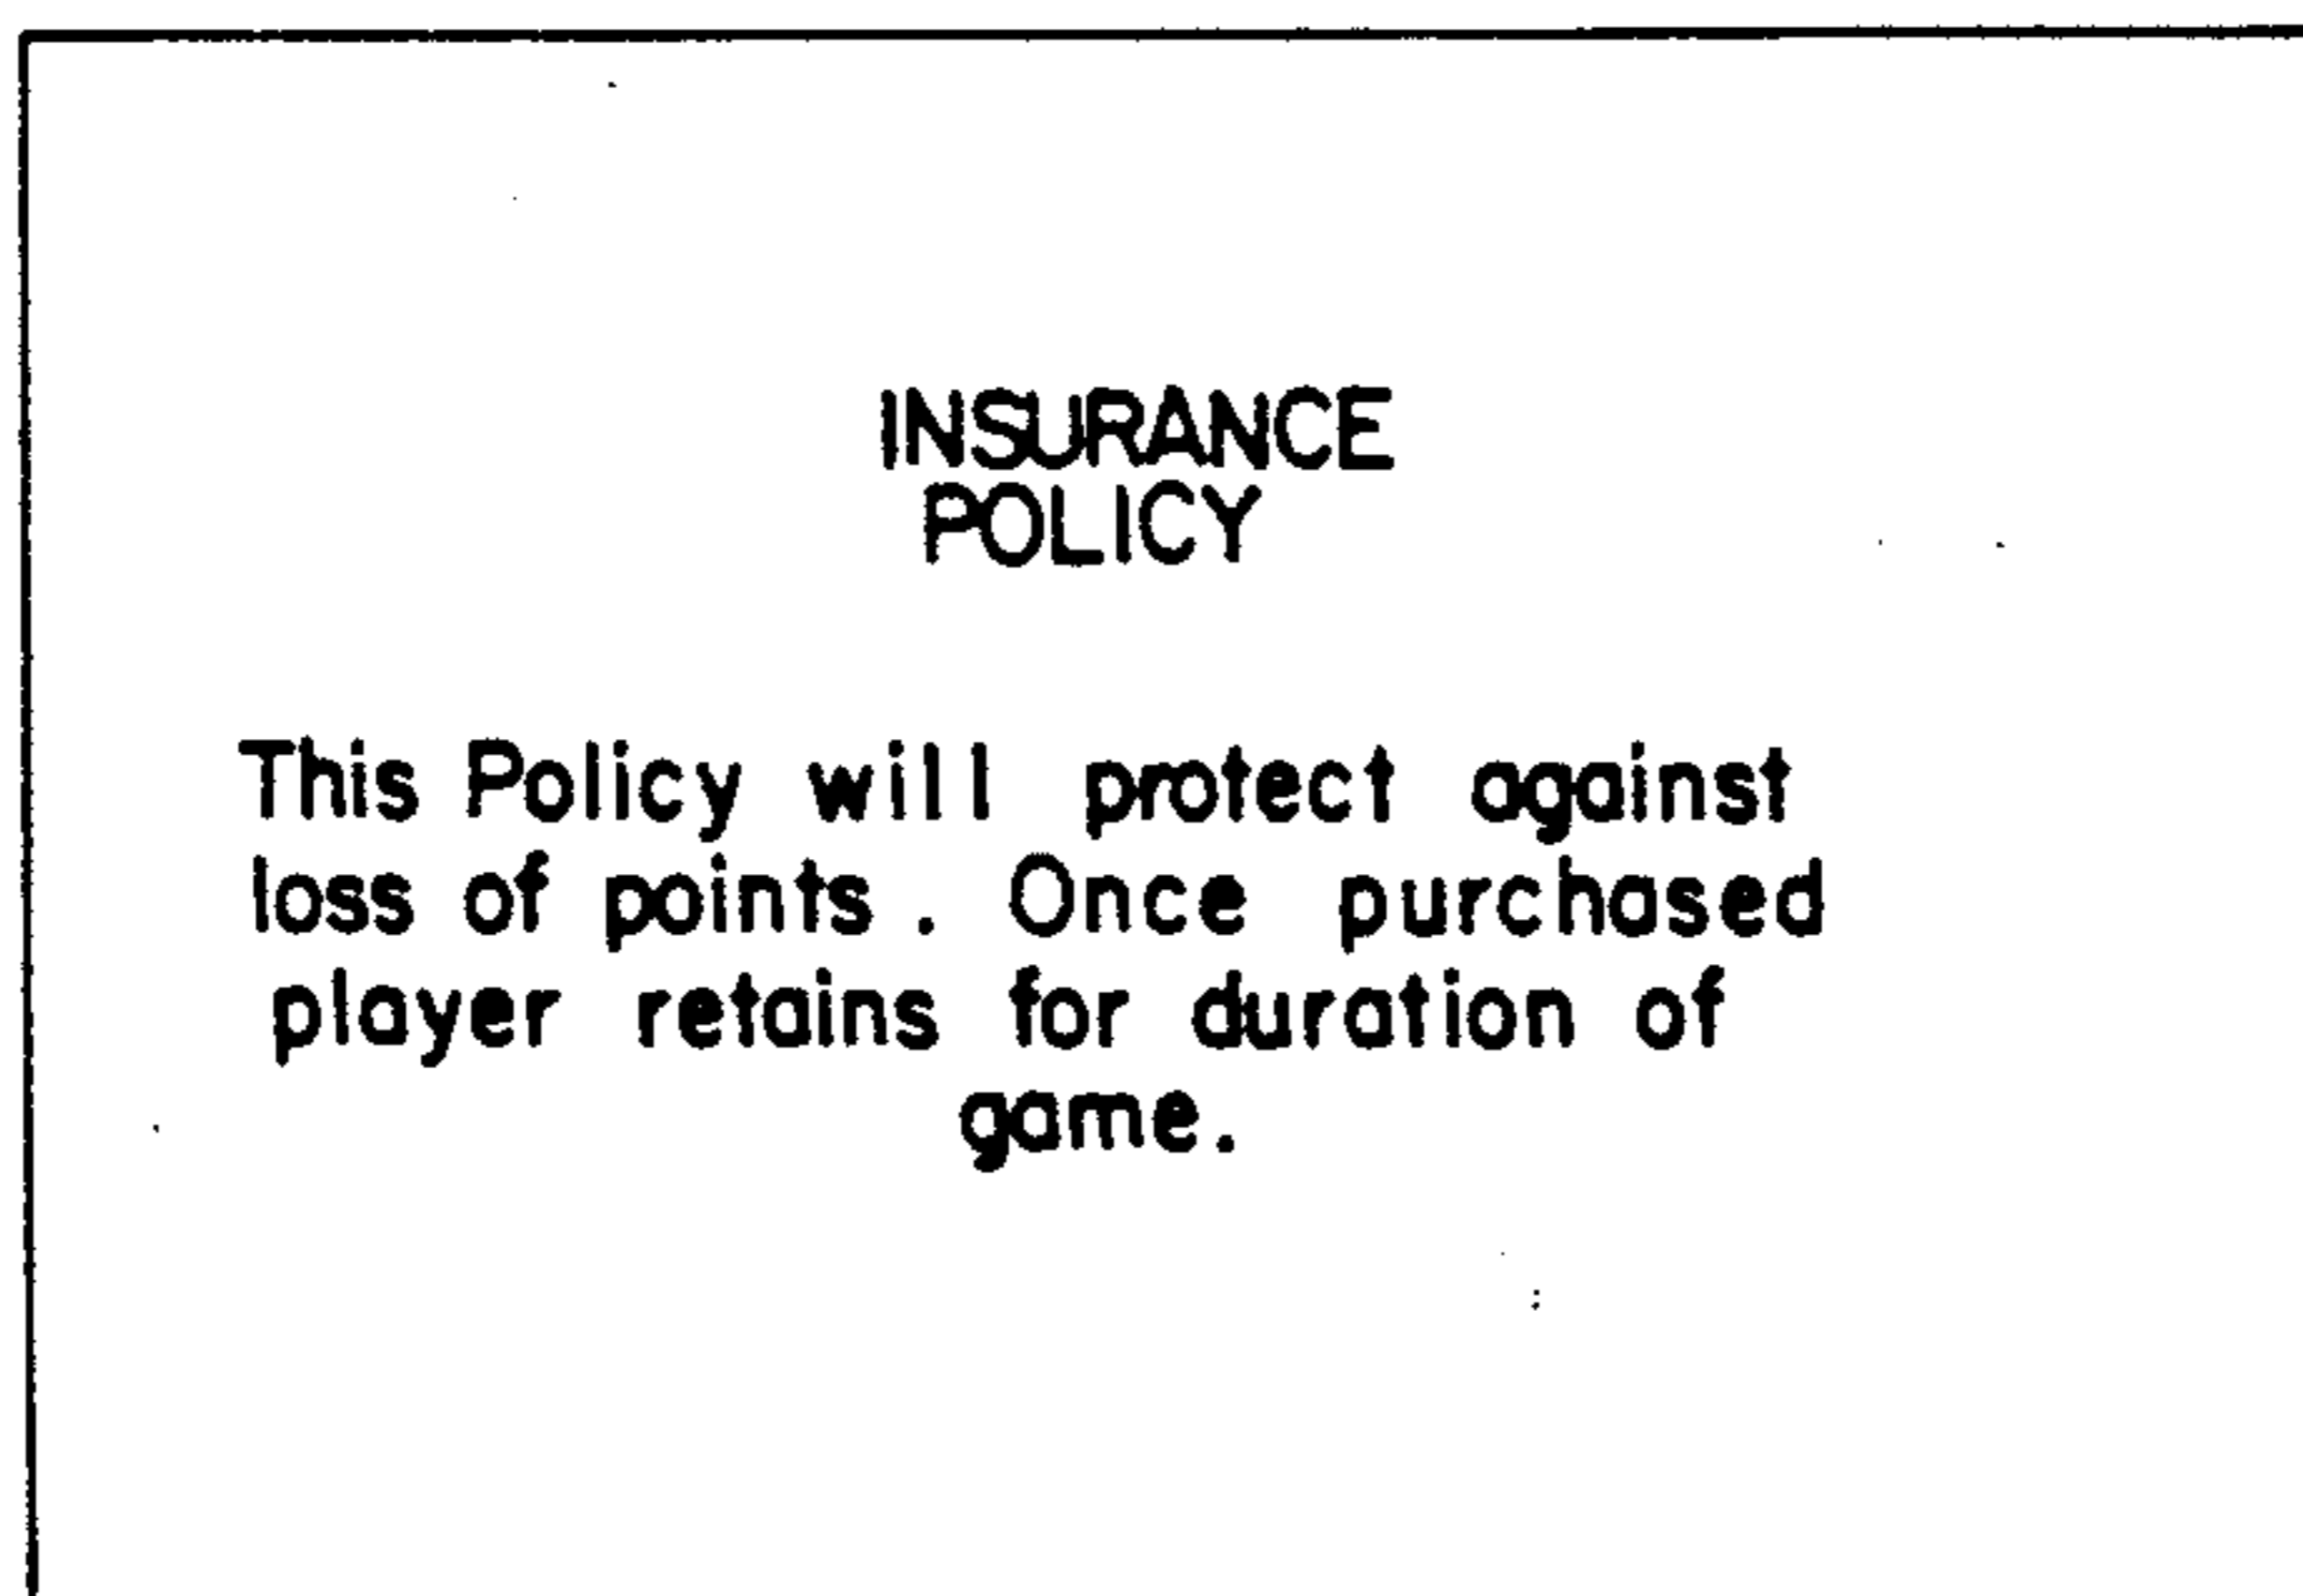 INSURANCE
POLICY
This Policy will protect against
loss of points. Once purchased
player retains for duration of
game.